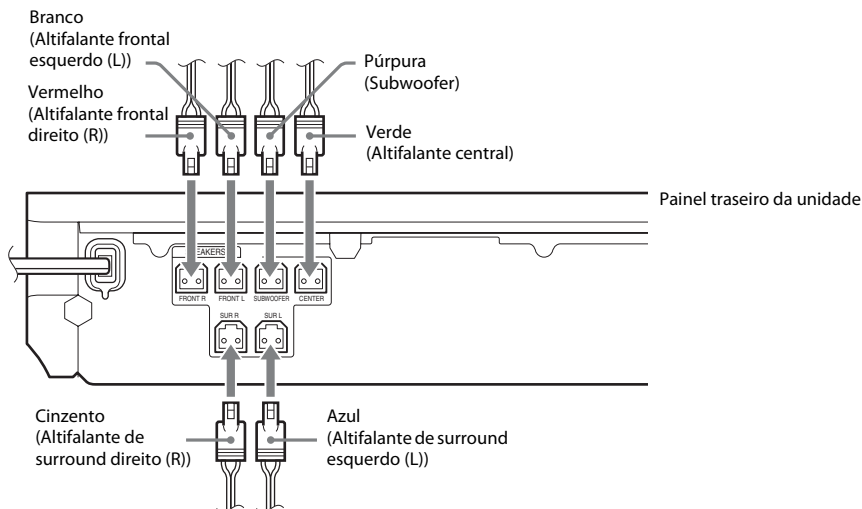 Branco
(Altifalante frontal
esquerdo (L))
Vermelho
(Altifalante frontal
direito (R))
Púrpura
(Subwoofer)
Verde
(Altifalante central)
Painel traseiro da unidade
FRONT R
FRONT L
SUBWOOFER
CENTER
SUR R
SUR L
Cinzento
(Altifalante de
surround direito (R))
Azul
(Altifalante de surround
esquerdo (L))